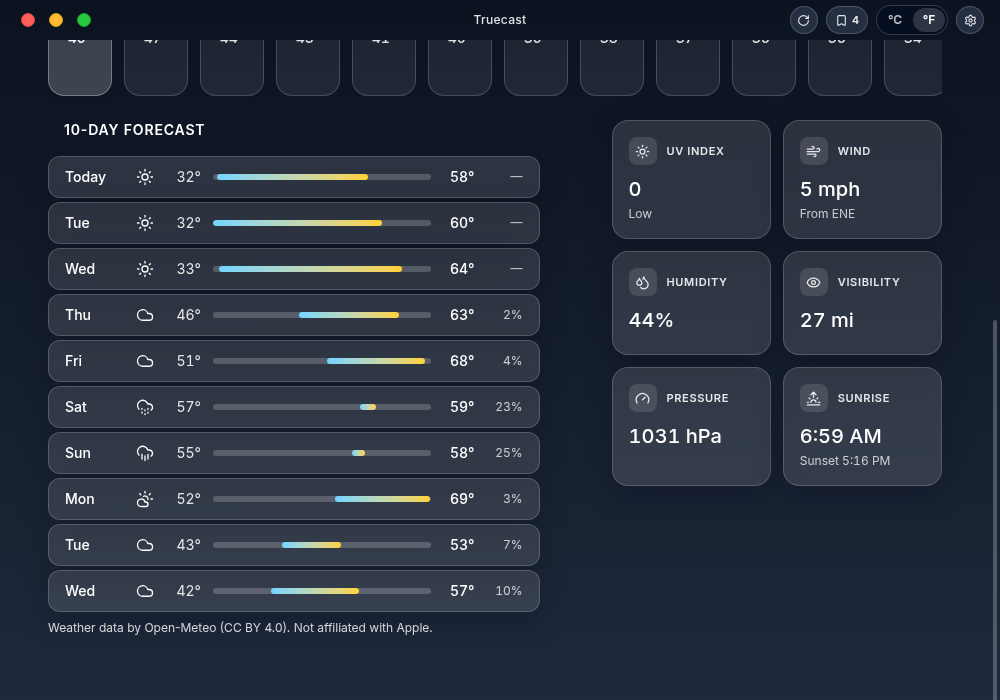 Truecast
4
°C
°F
10-DAY FORECAST
Today 32° 58° —
Tue 32° 60° —
Wed 33° 64° —
Thu 46° 63° 2%
Fri 51° 68° 4%
Sat 57° 59° 23%
Sun 55° 58° 25%
Mon 52° 69° 3%
Tue 43° 53° 7%
Wed 42° 57° 10%
Weather data by Open-Meteo (CC BY 4.0). Not affiliated with Apple.
UV INDEX
0
Low
WIND
5 mph
From ENE
HUMIDITY
44%
VISIBILITY
27 mi
PRESSURE
1031 hPa
SUNRISE
6:59 AM
Sunset 5:16 PM